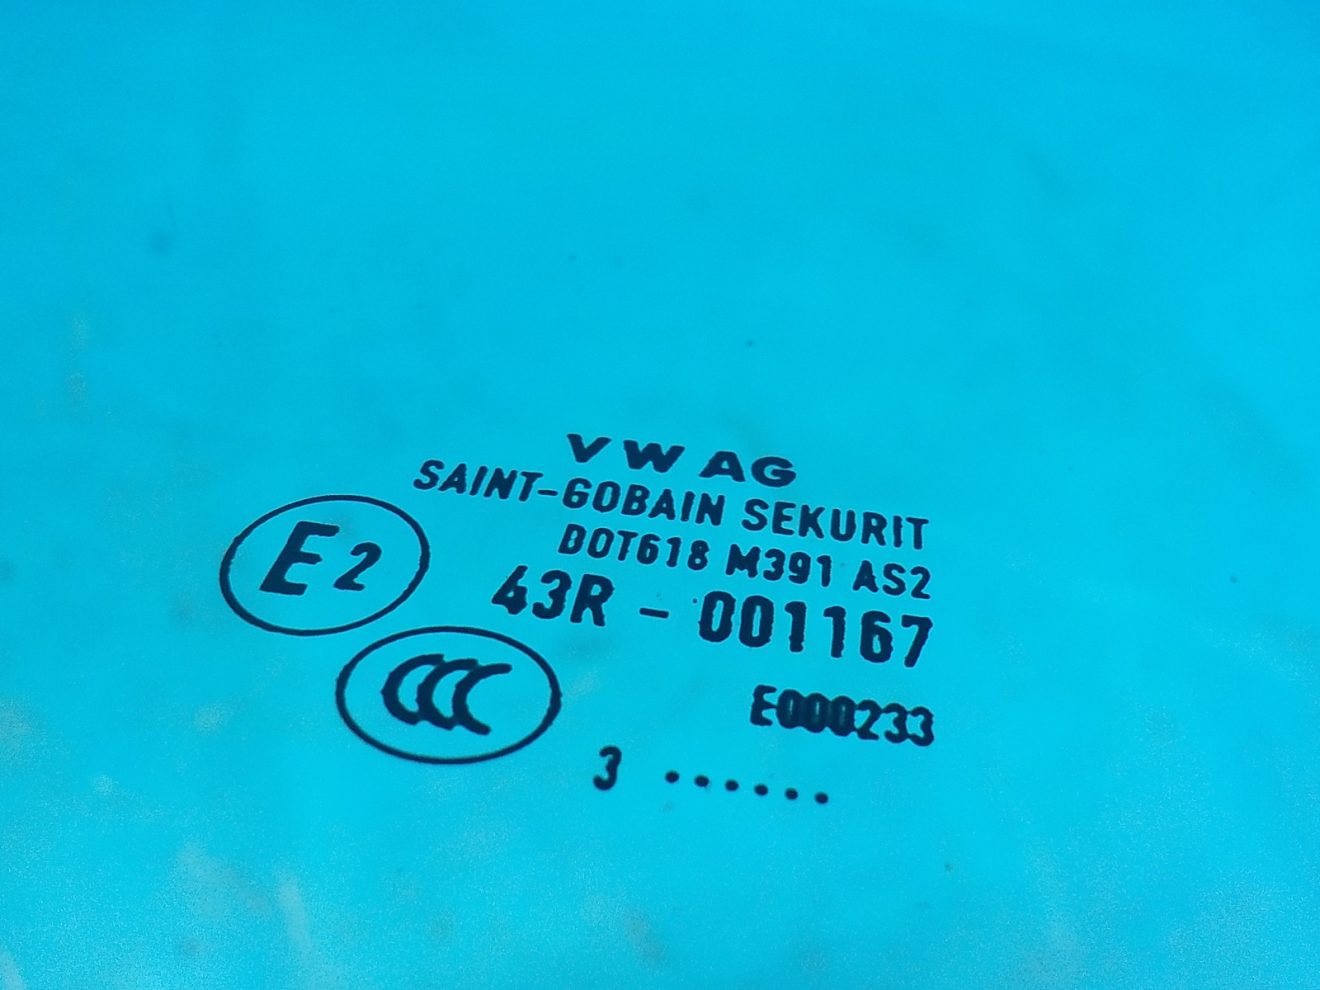 VW AG
SAINT-GOBAIN SEKURIT
E2
DOT618 M391 AS2
43R - 001167
CCC
E000233
3 ......